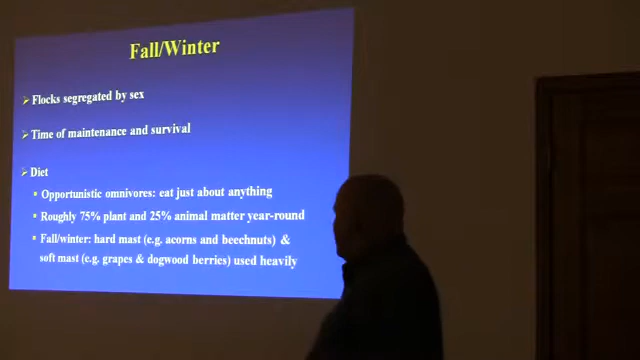 Fall/Winter
Flocks segregated by sex
Time of maintenance and survival
Diet
Opportunistic omnivores: eat just about anything
Roughly 75% plant and 25% animal matter year-round
Fall/winter: hard mast (e.g. acorns and beechnuts) &
soft mast (e.g. grapes & dogwood berries) used heavily